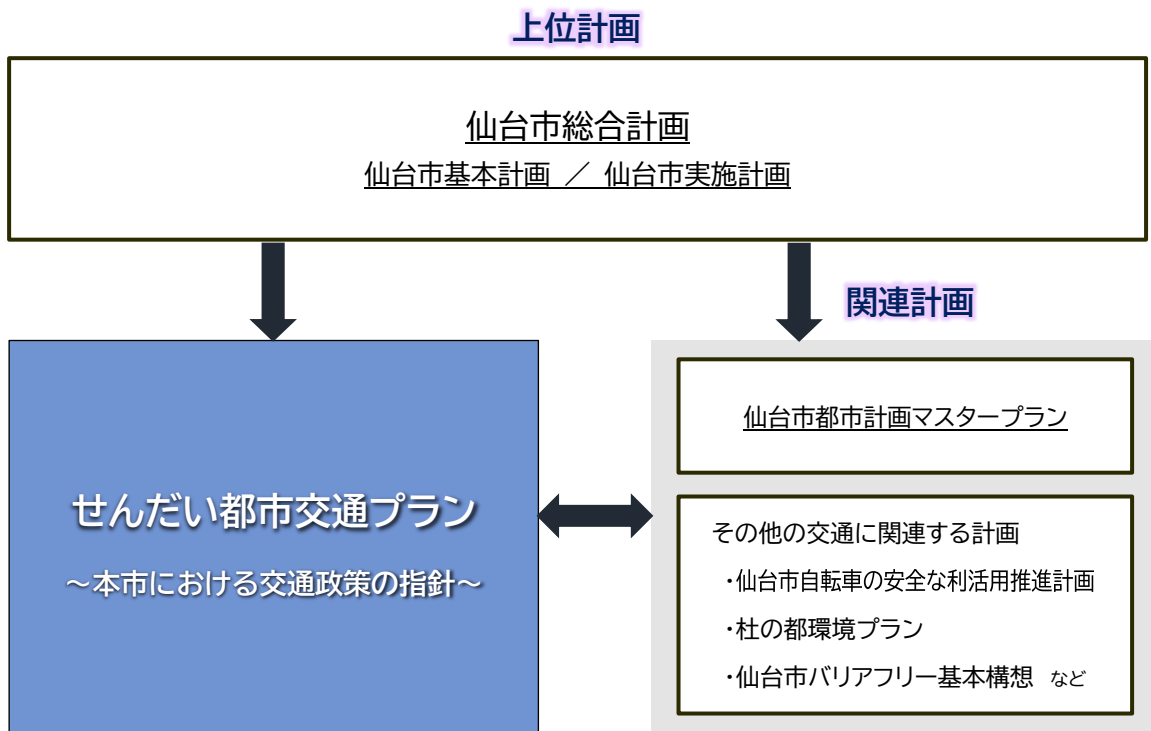 上位計画
仙台市総合計画
仙台市基本計画 ／ 仙台市実施計画
関連計画
せんだい都市交通プラン
～本市における交通政策の指針～
仙台市都市計画マスタープラン
その他の交通に関連する計画
・仙台市自転車の安全な利活用推進計画
・杜の都環境プラン
・仙台市バリアフリー基本構想 など